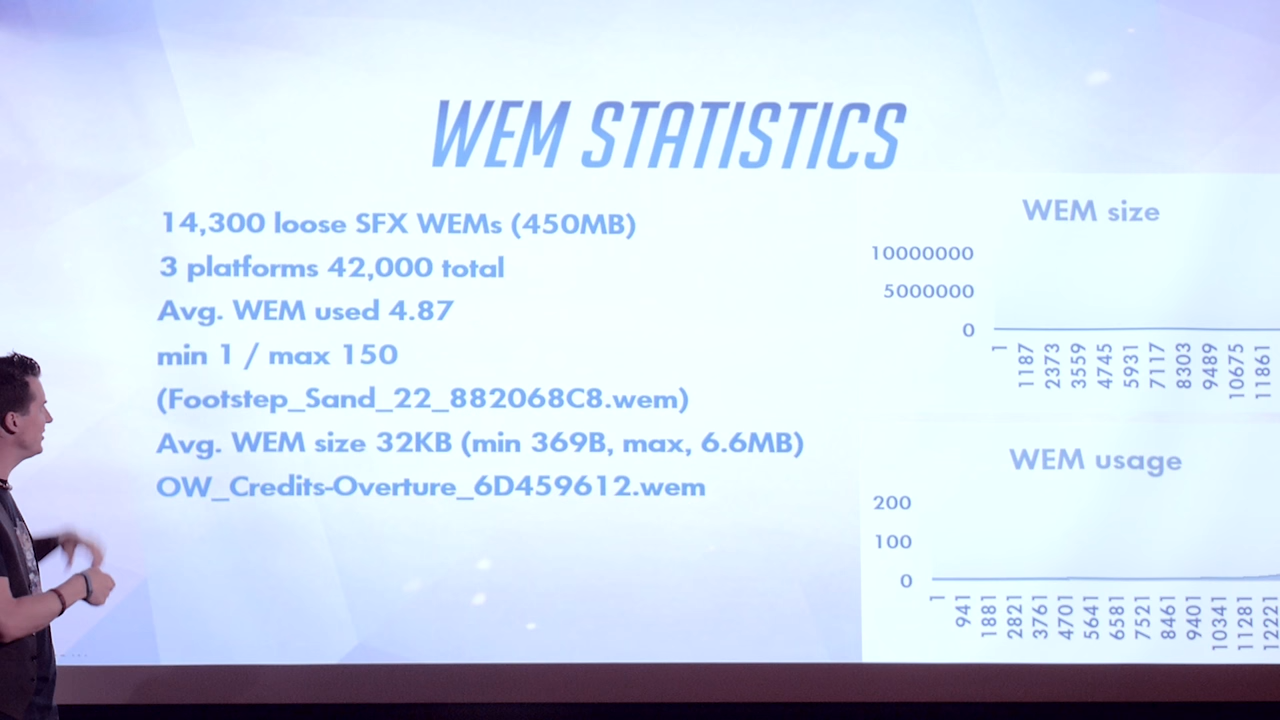 WEM STATISTICS
14,300 loose SFX WEMs (450MB)
3 platforms 42,000 total
Avg. WEM used 4.87
min 1 / max 150
(Footstep_Sand_22_882068C8.wem)
Avg. WEM size 32KB (min 369B, max, 6.6MB)
OW_Credits-Overture_6D459612.wem
WEM size
10000000
5000000
0
1 1187 2373 3559 4745 5931 7117 8303 9489 10675 11861
WEM usage
200
100
0
1 941 1881 2821 3761 4701 5641 6581 7521 8461 9401 10341 11281 12221